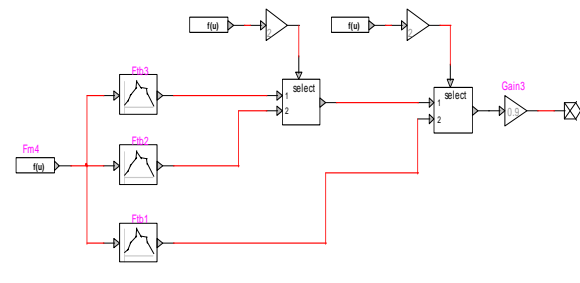 f(u)
2
f(u)
2
Ftb3
select
1
2
select
1
2
Gain3
0.9
Ftb2
Fm4
f(u)
Ftb1